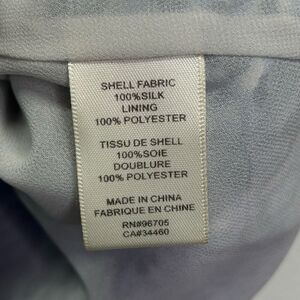 SHELL FABRIC
100%SILK
LINING
100% POLYESTER
TISSU DE SHELL
100%SOIE
DOUBLURE
100% POLYESTER
MADE IN CHINA
FABRIQUE EN CHINE
RN#96705
CA#34460